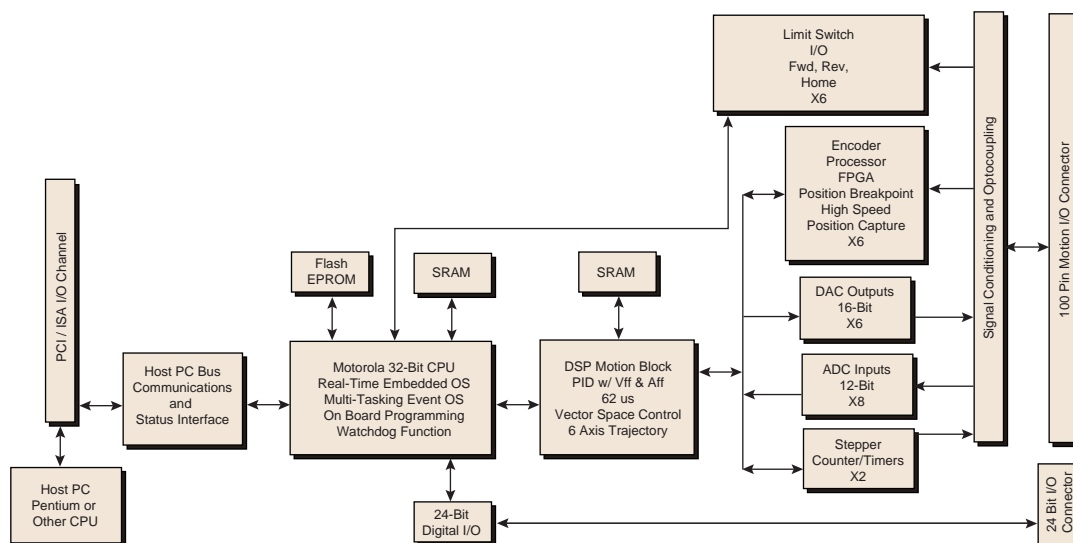 PCI / ISA I/O Channel
Host PC
Pentium or
Other CPU
Host PC Bus
Communications
and
Status Interface
Flash
EPROM
SRAM
Motorola 32-Bit CPU
Real-Time Embedded OS
Multi-Tasking Event OS
On Board Programming
Watchdog Function
24-Bit
Digital I/O
SRAM
DSP Motion Block
PID w/ Vff & Aff
62 us
Vector Space Control
6 Axis Trajectory
Limit Switch
I/O
Fwd, Rev,
Home
X6
Encoder
Processor
FPGA
Position Breakpoint
High Speed
Position Capture
X6
DAC Outputs
16-Bit
X6
ADC Inputs
12-Bit
X8
Stepper
Counter/Timers
X2
Signal Conditioning and Optocoupling
100 Pin Motion I/O Connector
24 Bit I/O
Connector